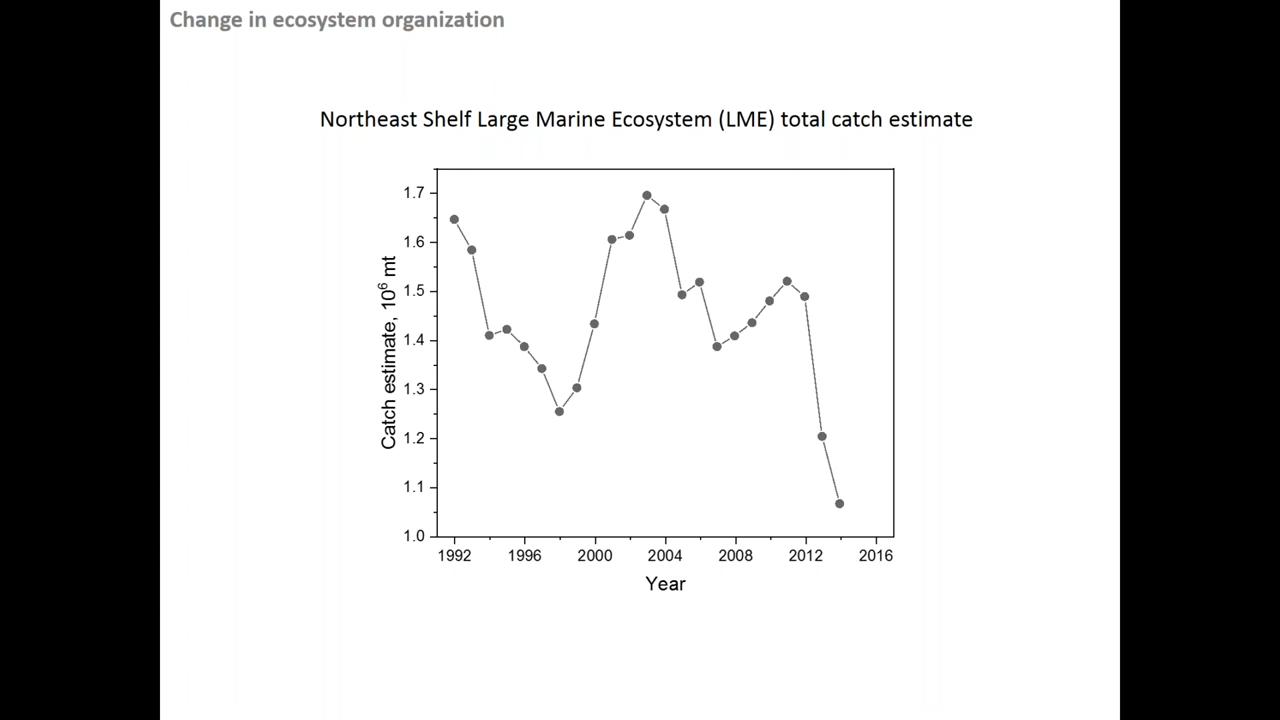 Change in ecosystem organization
Northeast Shelf Large Marine Ecosystem (LME) total catch estimate
Catch estimate, 10⁶ mt
1.7
1.6
1.5
1.4
1.3
1.2
1.1
1.0
1992 1996 2000 2004 2008 2012 2016
Year